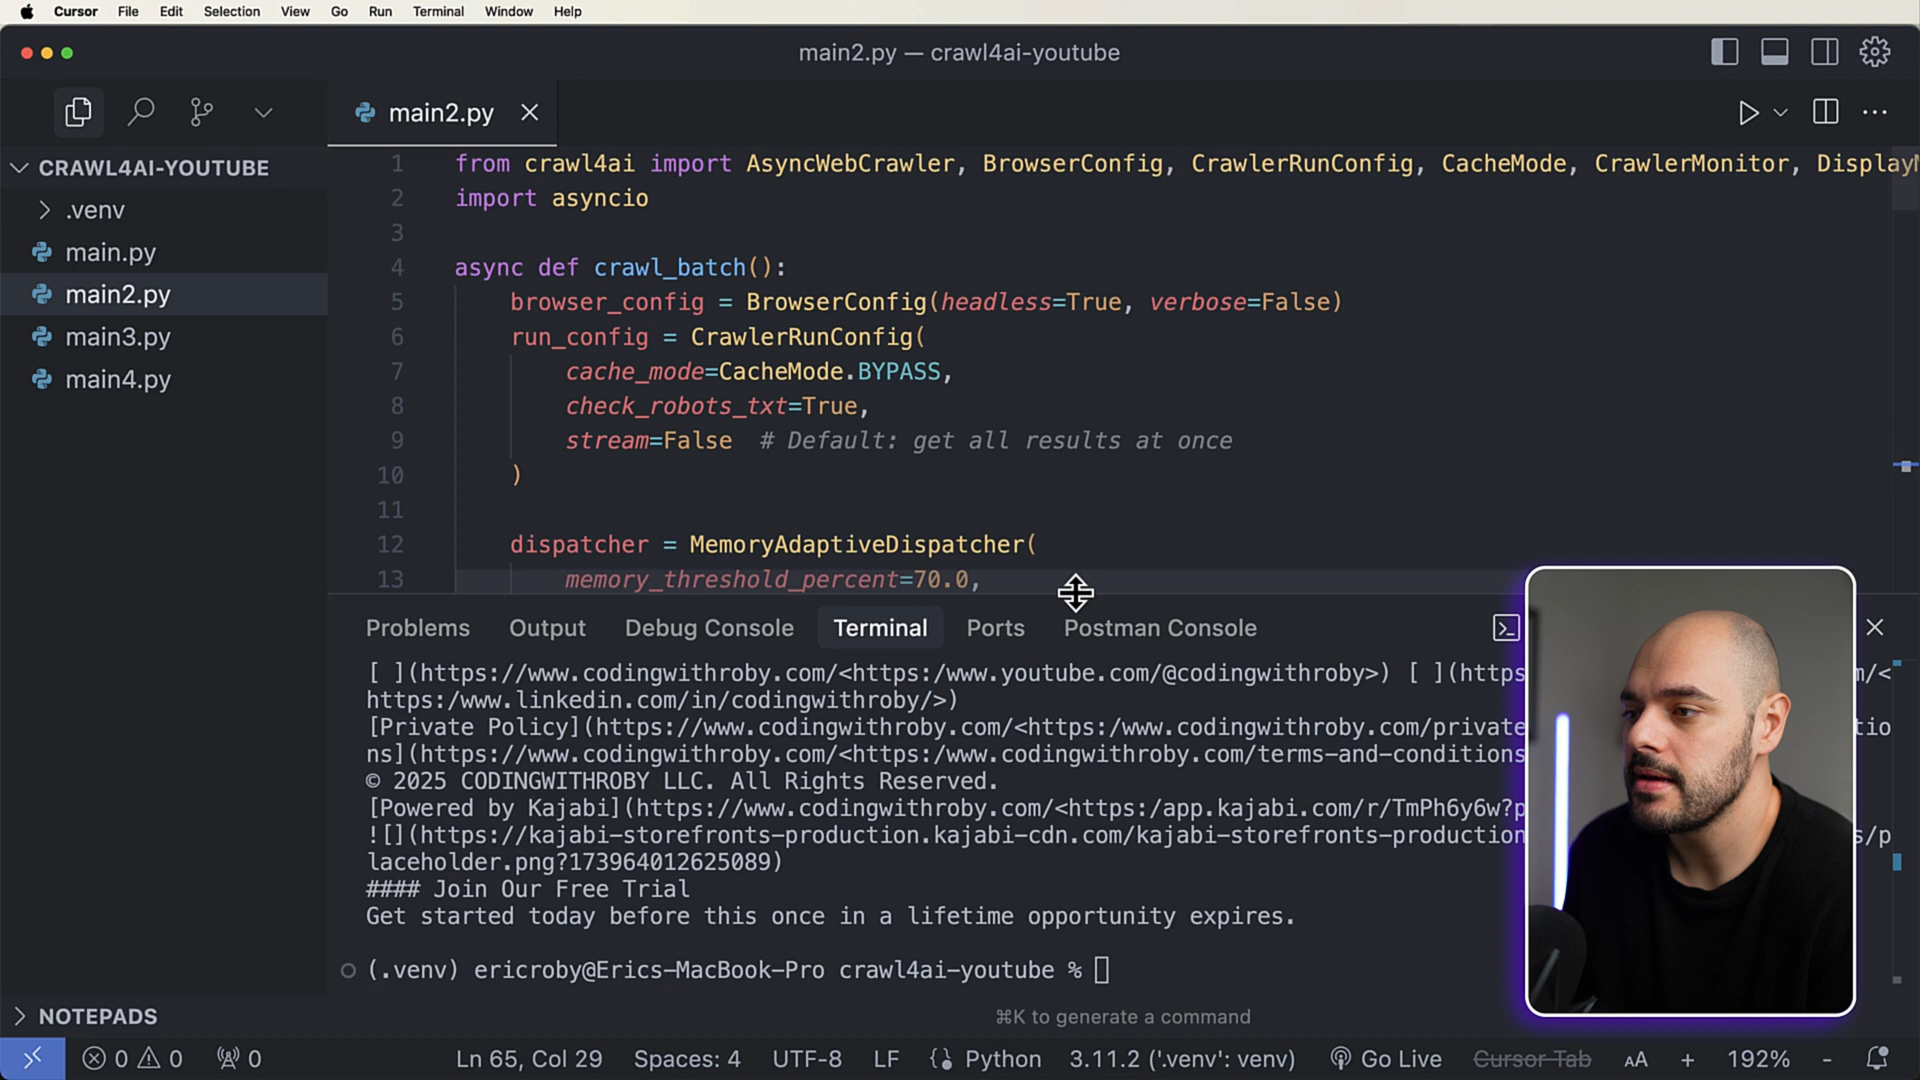 Cursor File Edit Selection View Go Run Terminal Window Help
main2.py — crawl4ai-youtube
main2.py
CRAWL4AI-YOUTUBE
.venv
main.py
main2.py
main3.py
main4.py
1 from crawl4ai import AsyncWebCrawler, BrowserConfig, CrawlerRunConfig, CacheMode, CrawlerMonitor, Display
2 import asyncio
3
4 async def crawl_batch():
5 browser_config = BrowserConfig(headless=True, verbose=False)
6 run_config = CrawlerRunConfig(
7 cache_mode=CacheMode.BYPASS,
8 check_robots_txt=True,
9 stream=False # Default: get all results at once
10 )
11
12 dispatcher = MemoryAdaptiveDispatcher(
13 memory_threshold_percent=70.0,
Problems Output Debug Console Terminal Ports Postman Console
[ ](https://www.codingwithroby.com/<https:/www.youtube.com/@codingwithroby>) [ ](https m/<
https:/www.linkedin.com/in/codingwithroby/>)
[Private Policy](https://www.codingwithroby.com/<https:/www.codingwithroby.com/private tio
ns](https://www.codingwithroby.com/<https:/www.codingwithroby.com/terms-and-conditions
© 2025 CODINGWITHROBY LLC. All Rights Reserved.
[Powered by Kajabi](https://www.codingwithroby.com/<https:/app.kajabi.com/r/TmPh6y6w?p
![](https://kajabi-storefronts-production.kajabi-cdn.com/kajabi-storefronts-production s/p
laceholder.png?173964012625089)
#### Join Our Free Trial
Get started today before this once in a lifetime opportunity expires.
(.venv) ericroby@Erics-MacBook-Pro crawl4ai-youtube %
NOTEPADS
⌘K to generate a command
0 0 0 Ln 65, Col 29 Spaces: 4 UTF-8 LF Python 3.11.2 ('.venv': venv) Go Live Cursor Tab AA + 192% -